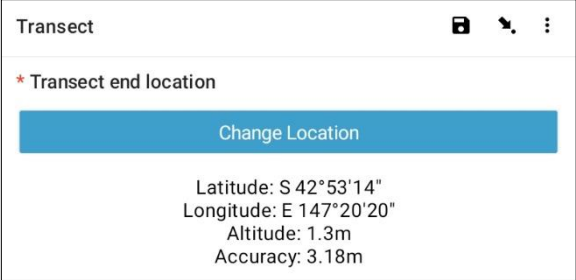 Transect
* Transect end location
Change Location
Latitude: S 42°53'14"
Longitude: E 147°20'20"
Altitude: 1.3m
Accuracy: 3.18m